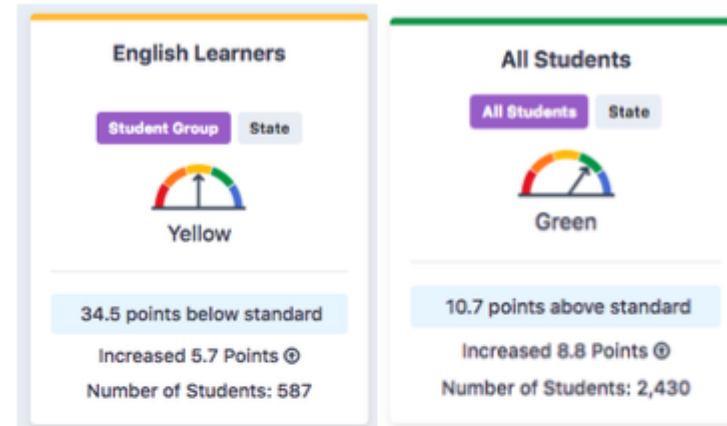 English Learners
Student Group State
Yellow
34.5 points below standard
Increased 5.7 Points
Number of Students: 587
All Students
All Students State
Green
10.7 points above standard
Increased 8.8 Points
Number of Students: 2,430